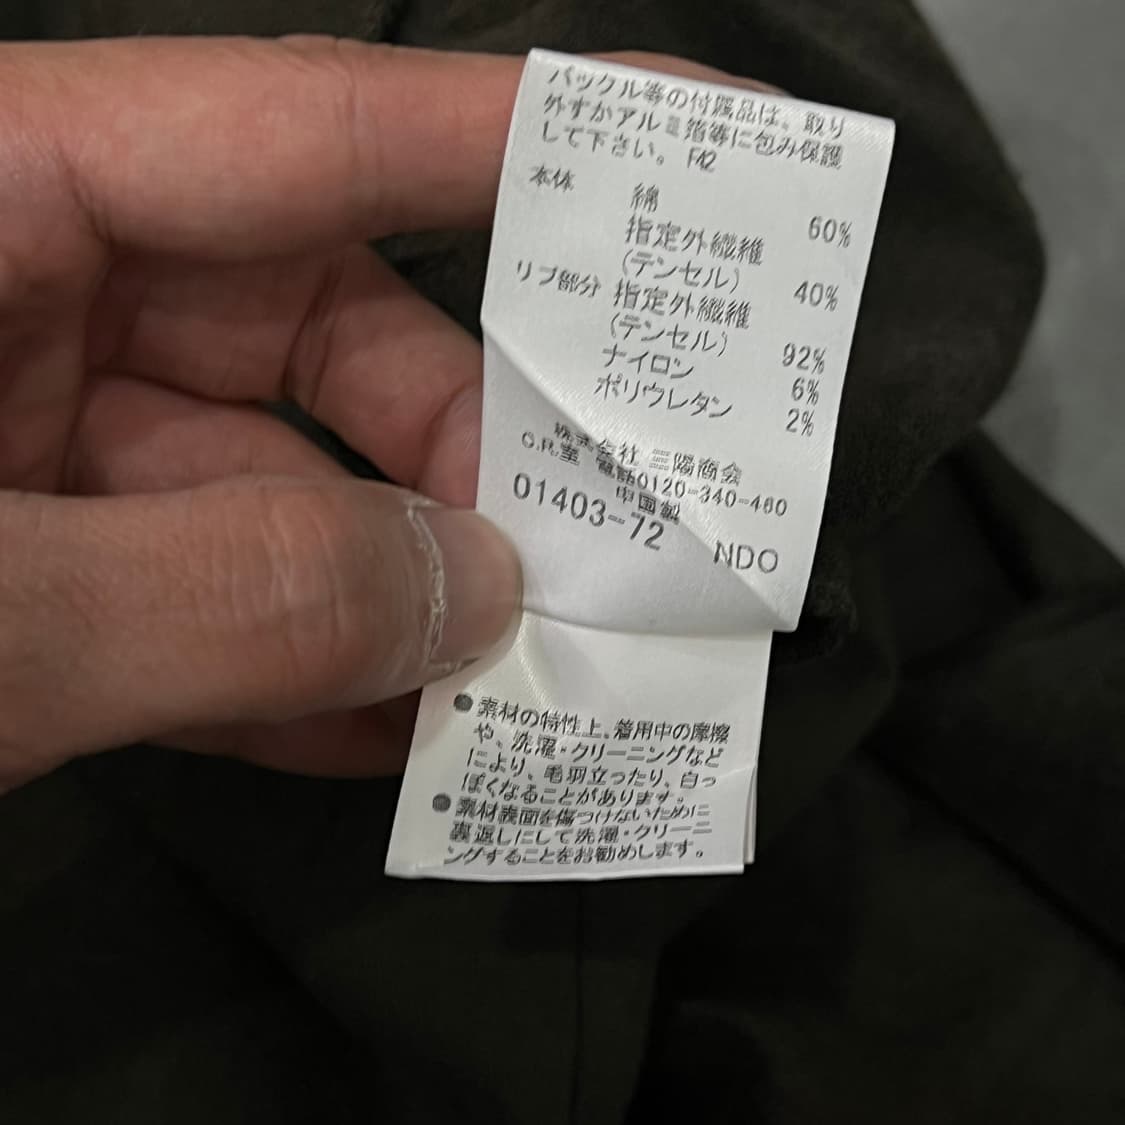 バックル等の付属品は、取り
外すかアルミ箔等に包み保護
して下さい。 F42
本体 綿 60%
指定外繊維
(テンセル) 40%
リブ部分 指定外繊維
(テンセル) 92%
ナイロン 6%
ポリウレタン 2%
株式会社 三陽商会
C.R.室 電話0120-340-460
中国製
01403-72 NDO
●素材の特性上、着用中の摩擦
や、洗濯・クリーニングなど
により、毛羽立ったり、白っ
ぽくなることがあります。
●素材表面を傷つけないために
裏返しにして洗濯・クリーニ
ングすることをお勧めします。